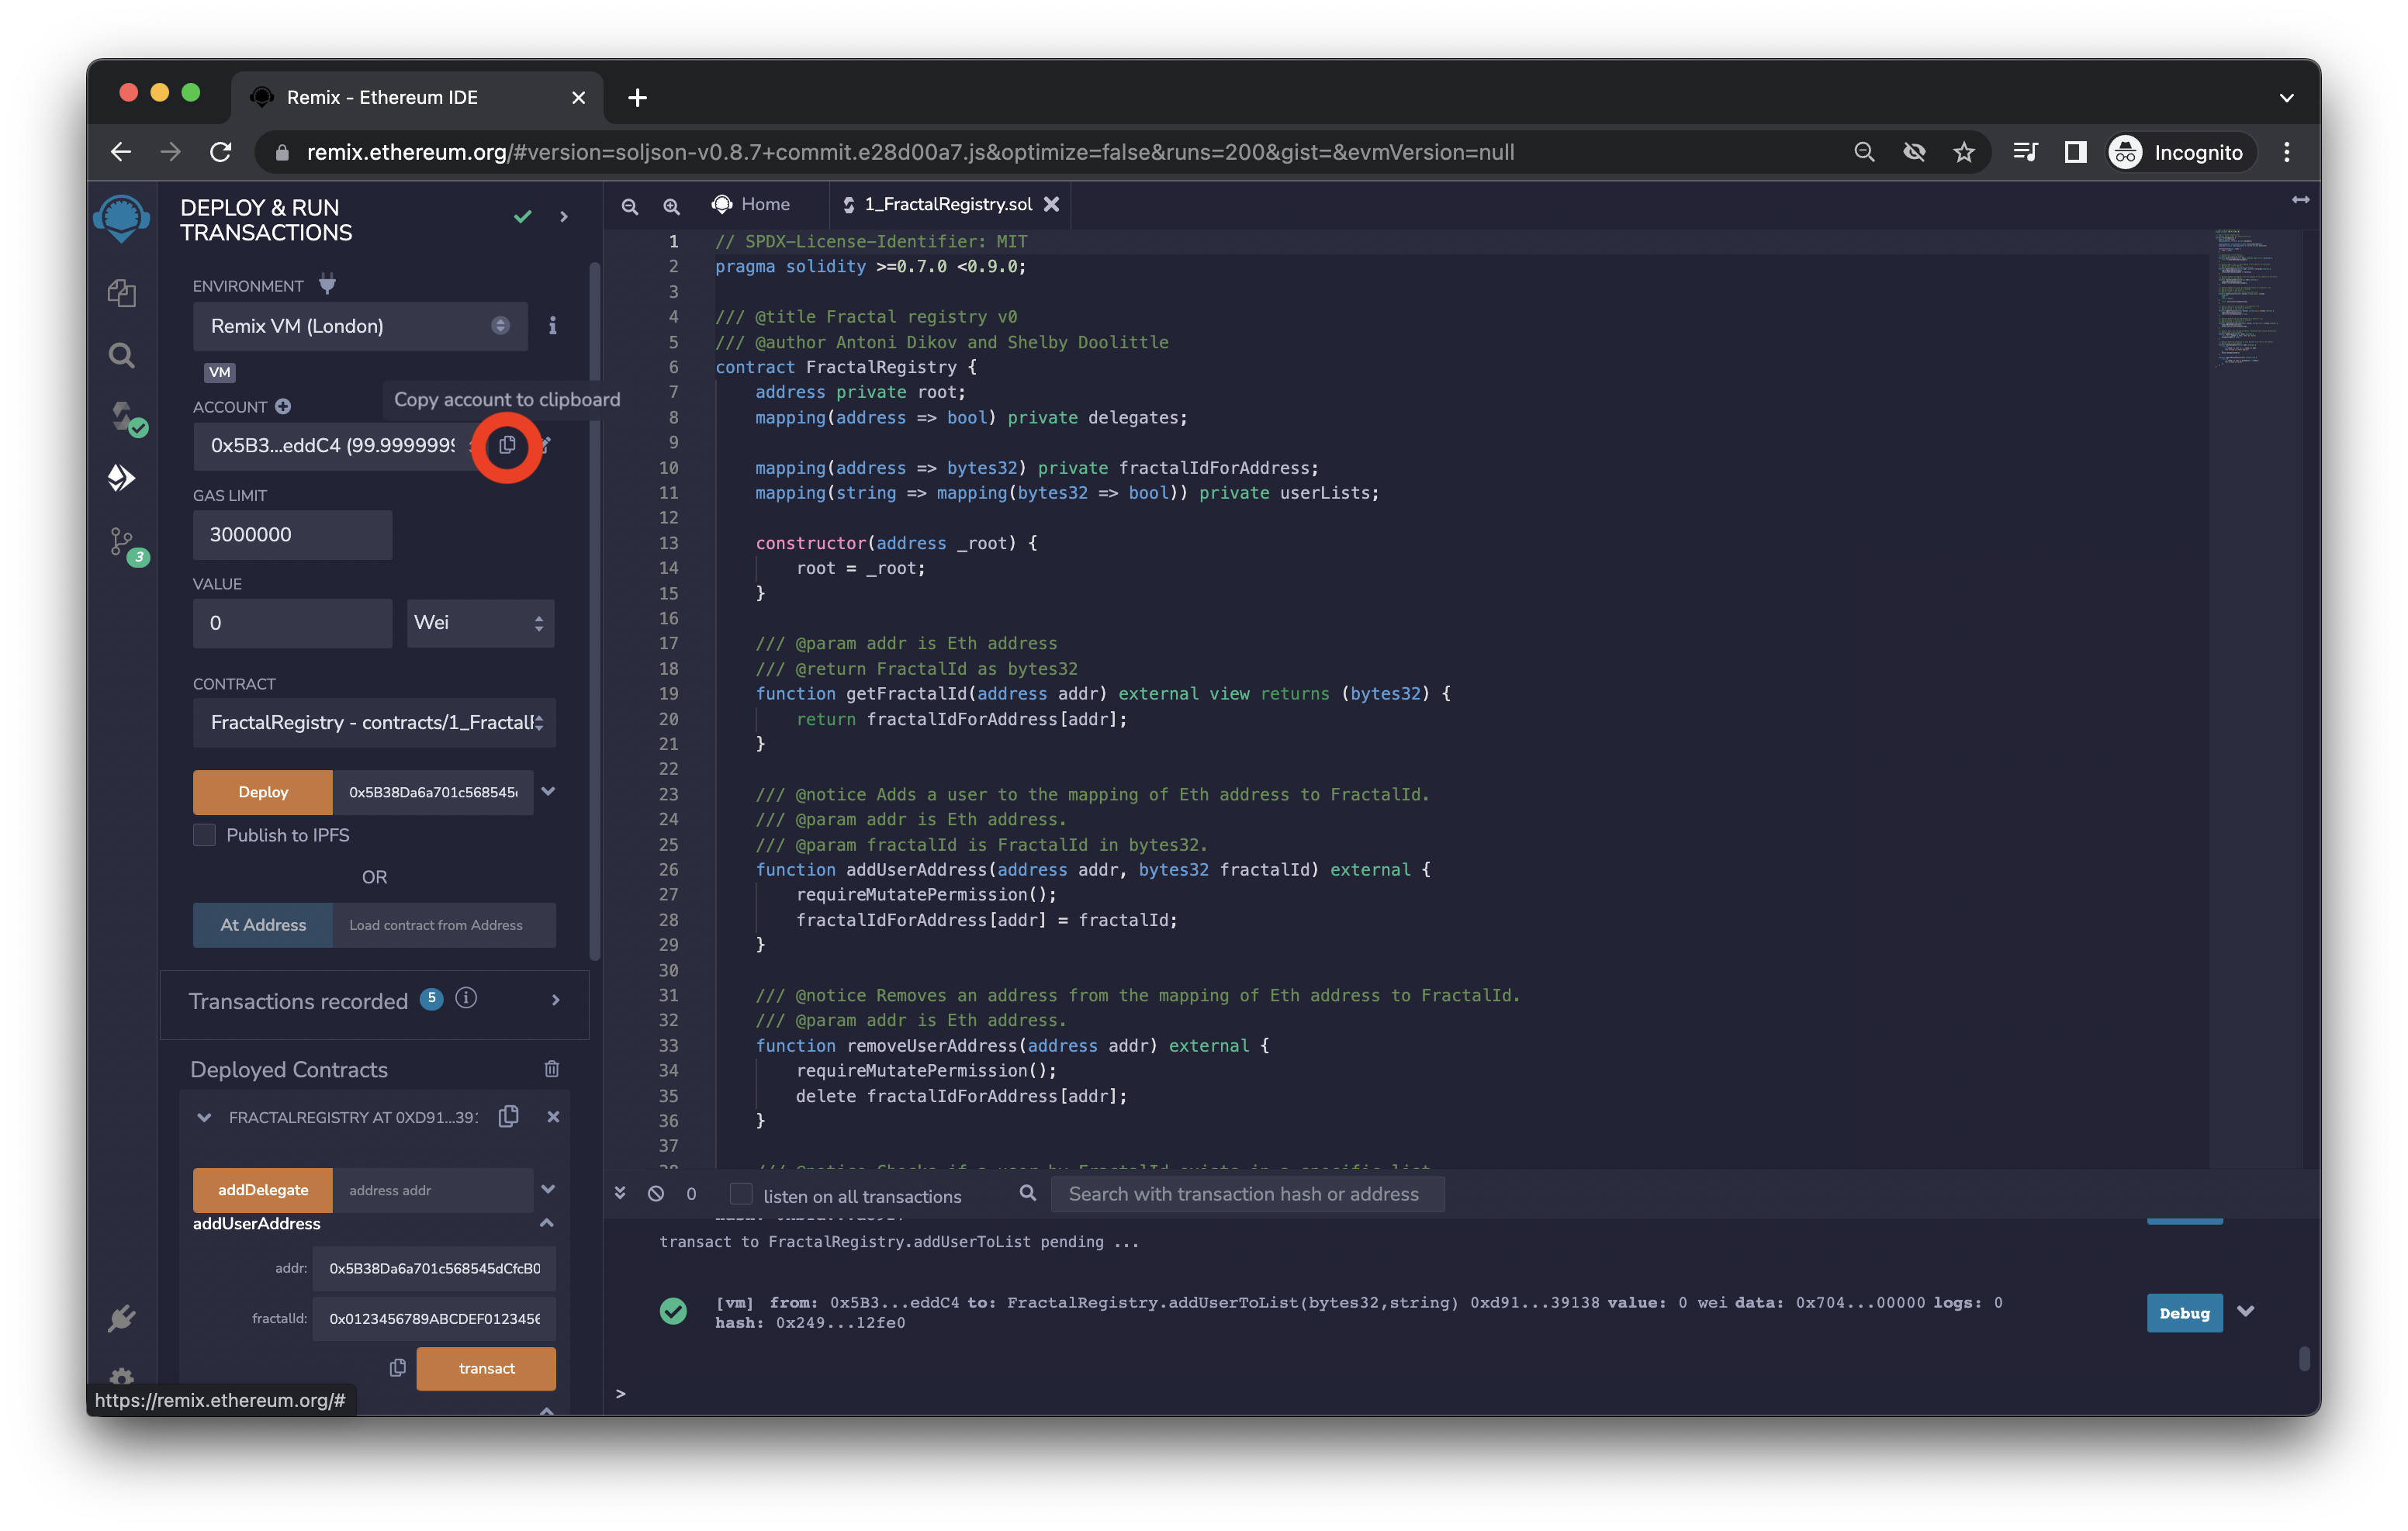 Remix - Ethereum IDE
remix.ethereum.org/#version=soljson-v0.8.7+commit.e28d00a7.js&optimize=false&runs=200&gist=&evmVersion=null
Incognito
DEPLOY & RUN
TRANSACTIONS
ENVIRONMENT
Remix VM (London)
VM
Copy account to clipboard
ACCOUNT
0x5B3...eddC4 (99.9999999
GAS LIMIT
3000000
VALUE
0
Wei
CONTRACT
FractalRegistry - contracts/1_Fractal
Deploy
0x5B38Da6a701c568545
Publish to IPFS
OR
At Address
Load contract from Address
Transactions recorded 5 i
Deployed Contracts
FRACTALREGISTRY AT 0XD91...39
addDelegate
address addr
addUserAddress
addr:
0x5B38Da6a701c568545dCfcB0
fractalId:
0x0123456789ABCDEF0123456
transact
3
https://remix.ethereum.org/#
Home
1_FractalRegistry.sol
1 // SPDX-License-Identifier: MIT
2 pragma solidity >=0.7.0 <0.9.0;
3
4 /// @title Fractal registry v0
5 /// @author Antoni Dikov and Shelby Doolittle
6 contract FractalRegistry {
7 address private root;
8 mapping(address => bool) private delegates;
9
10 mapping(address => bytes32) private fractalIdForAddress;
11 mapping(string => mapping(bytes32 => bool)) private userLists;
12
13 constructor(address _root) {
14 root = _root;
15 }
16
17 /// @param addr is Eth address
18 /// @return FractalId as bytes32
19 function getFractalId(address addr) external view returns (bytes32) {
20 return fractalIdForAddress[addr];
21 }
22
23 /// @notice Adds a user to the mapping of Eth address to FractalId.
24 /// @param addr is Eth address.
25 /// @param fractalId is FractalId in bytes32.
26 function addUserAddress(address addr, bytes32 fractalId) external {
27 requireMutatePermission();
28 fractalIdForAddress[addr] = fractalId;
29 }
30
31 /// @notice Removes an address from the mapping of Eth address to FractalId.
32 /// @param addr is Eth address.
33 function removeUserAddress(address addr) external {
34 requireMutatePermission();
35 delete fractalIdForAddress[addr];
36 }
37
0
listen on all transactions
Search with transaction hash or address
transact to FractalRegistry.addUserToList pending ...
[vm] from: 0x5B3...eddC4 to: FractalRegistry.addUserToList(bytes32,string) 0xd91...39138 value: 0 wei data: 0x704...00000 logs: 0
hash: 0x249...12fe0
Debug
>